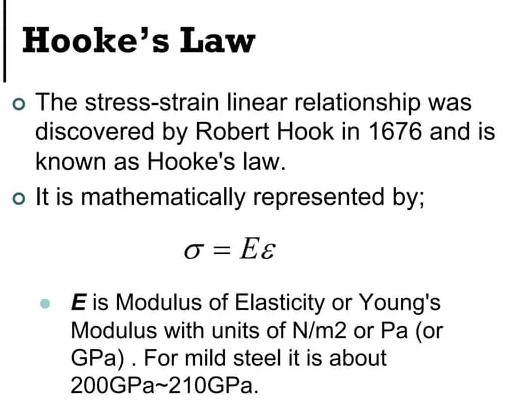 Hooke's Law
The stress-strain linear relationship was
discovered by Robert Hook in 1676 and is
known as Hooke's law.
It is mathematically represented by;
σ = Eε
E is Modulus of Elasticity or Young's
Modulus with units of N/m2 or Pa (or
GPa) . For mild steel it is about
200GPa~210GPa.